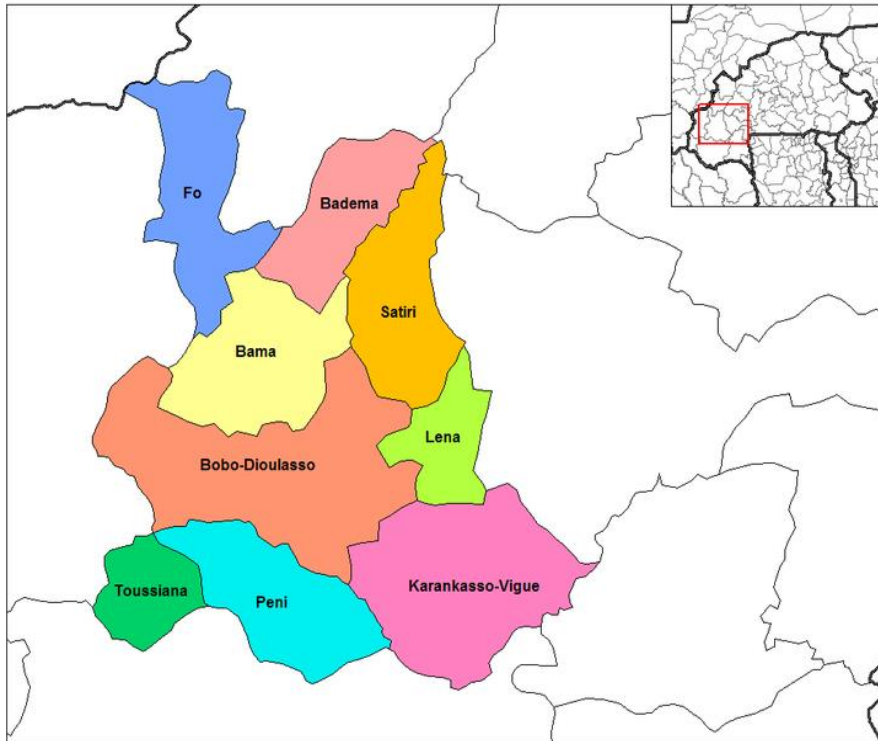 Fo
Badema
Satiri
Bama
Lena
Bobo-Dioulasso
Toussiana
Peni
Karankasso-Vigue